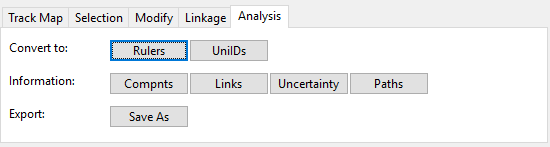 Track Map Selection Modify Linkage Analysis
Convert to: Rulers UniIDs
Information: Compnts Links Uncertainty Paths
Export: Save As